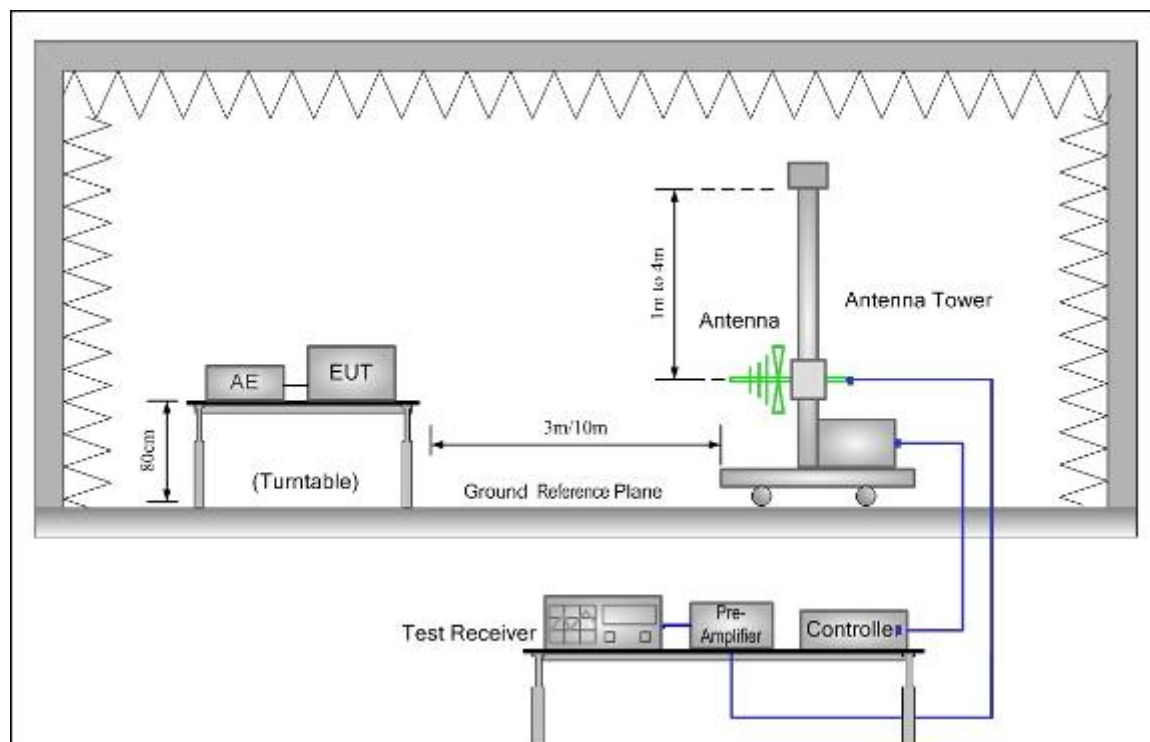 1m to 4m
Antenna
Antenna Tower
AE
EUT
80cm
(Turntable)
3m/10m
Ground Reference Plane
Test Receiver
Pre-
Amplifier
Controller